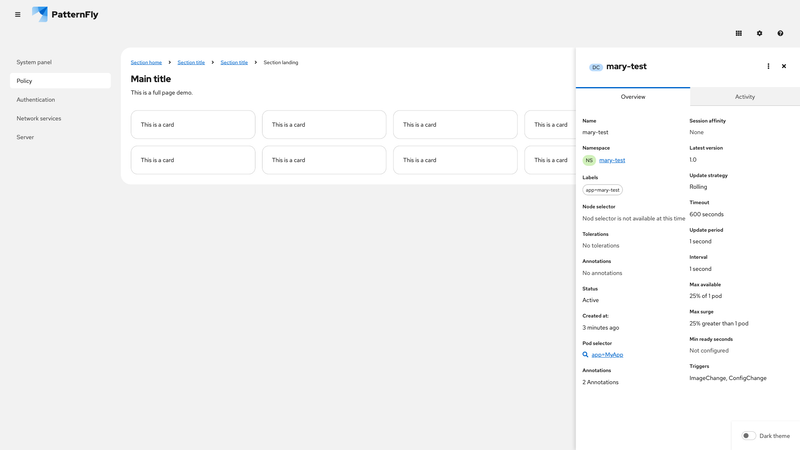 PatternFly
System panel
Policy
Authentication
Network services
Server
Section home
Section title
Section title
Section landing
Main title
This is a full page demo.
This is a card
This is a card
This is a card
This is a card
This is a card
This is a card
This is a card
This is a card
DC
mary-test
Overview
Activity
Name
mary-test
Namespace
NS
mary-test
Labels
app=mary-test
Node selector
Nod selector is not available at this time
Tolerations
No tolerations
Annotations
No annotations
Status
Active
Created at:
3 minutes ago
Pod selector
app=MyApp
Annotations
2 Annotations
Session affinity
None
Latest version
1.0
Update strategy
Rolling
Timeout
600 seconds
Update period
1 second
Interval
1 second
Max available
25% of 1 pod
Max surge
25% greater than 1 pod
Min ready seconds
Not configured
Triggers
ImageChange, ConfigChange
Dark theme